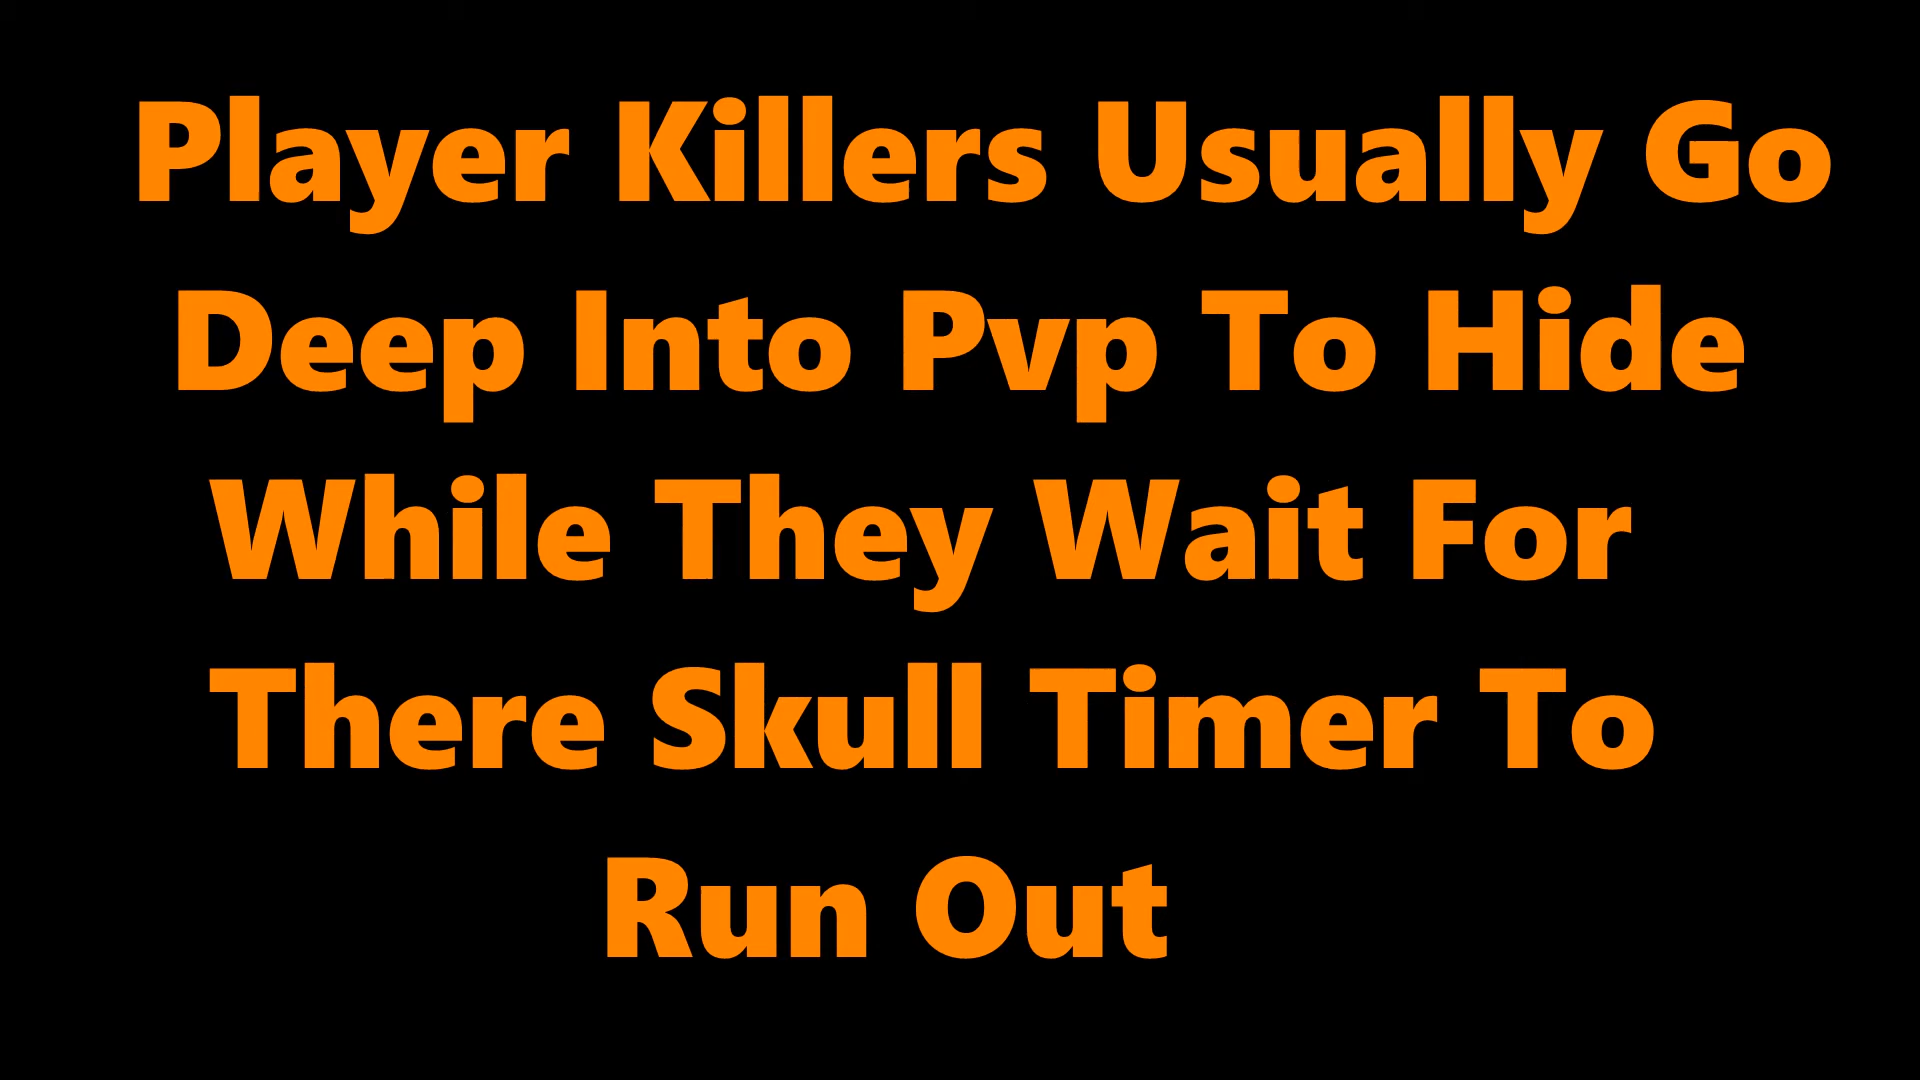 Player Killers Usually Go
Deep Into Pvp To Hide
While They Wait For
There Skull Timer To
Run Out